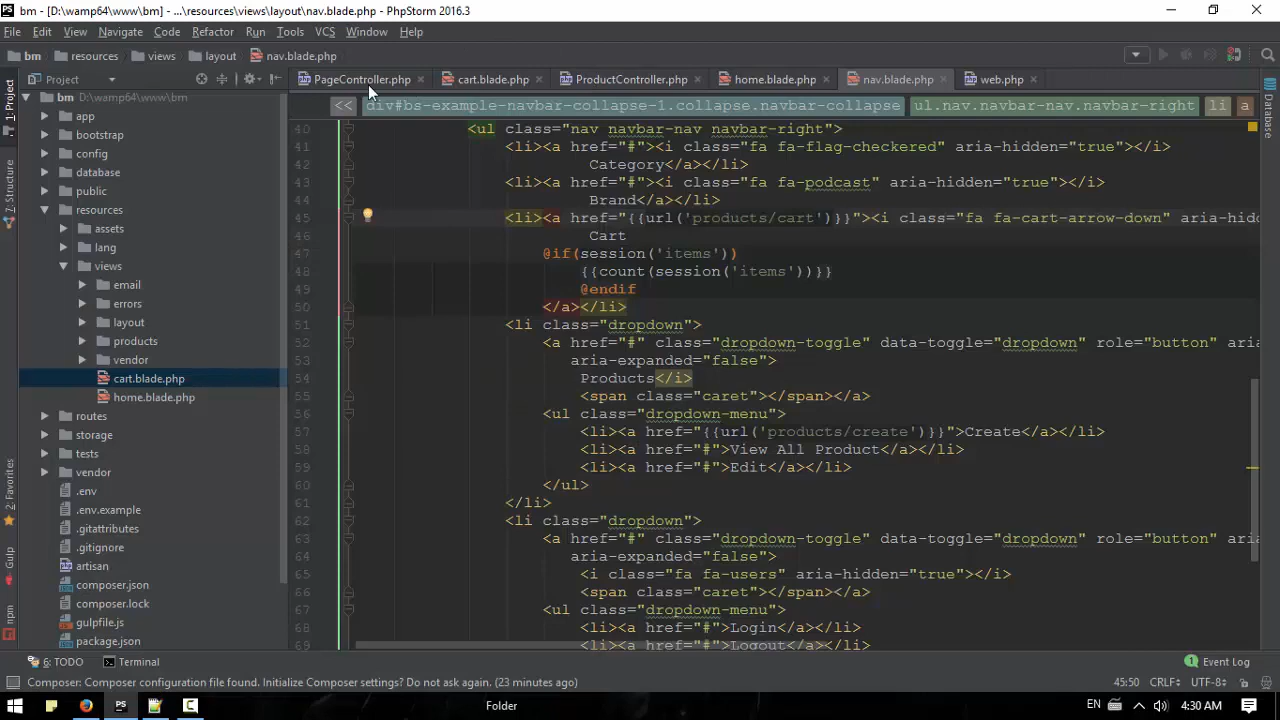 bm - [D:\wamp64\www\bm] - ...\resources\views\layout\nav.blade.php - PhpStorm 2016.3
File Edit View Navigate Code Refactor Run Tools VCS Window Help
bm resources views layout nav.blade.php
Project PageController.php cart.blade.php ProductController.php home.blade.php nav.blade.php web.php
<< div#bs-example-navbar-collapse-1.collapse.navbar-collapse ul.nav.navbar-nav.navbar-right li a
1: Project
7: Structure
2: Favorites
Gulp
npm
Database
bm D:\wamp64\www\bm
app
bootstrap
config
database
public
resources
assets
lang
views
email
errors
layout
products
vendor
cart.blade.php
home.blade.php
routes
storage
tests
vendor
.env
.env.example
.gitattributes
.gitignore
artisan
composer.json
composer.lock
gulpfile.js
package.json
40 <ul class="nav navbar-nav navbar-right">
41 <li><a href="#"><i class="fa fa-flag-checkered" aria-hidden="true"></i>
42 Category</a></li>
43 <li><a href="#"><i class="fa fa-podcast" aria-hidden="true"></i>
44 Brand</a></li>
45 <li><a href="{{url('products/cart')}}"><i class="fa fa-cart-arrow-down" aria-hidd
46 Cart
47 @if(session('items'))
48 {{count(session('items'))}}
49 @endif
50 </a></li>
51 <li class="dropdown">
52 <a href="#" class="dropdown-toggle" data-toggle="dropdown" role="button" aria
53 aria-expanded="false">
54 Products</i>
55 <span class="caret"></span></a>
56 <ul class="dropdown-menu">
57 <li><a href="{{url('products/create')}}">Create</a></li>
58 <li><a href="#">View All Product</a></li>
59 <li><a href="#">Edit</a></li>
60 </ul>
61 </li>
62 <li class="dropdown">
63 <a href="#" class="dropdown-toggle" data-toggle="dropdown" role="button" aria
64 aria-expanded="false">
65 <i class="fa fa-users" aria-hidden="true"></i>
66 <span class="caret"></span></a>
67 <ul class="dropdown-menu">
68 <li><a href="#">Login</a></li>
69 <li><a href="#">Logout</a></li>
6: TODO Terminal 1 Event Log
Composer: Composer configuration file found. Initialize Composer settings? Do not ask again. (23 minutes ago) 45:50 CRLF÷ UTF-8÷
Folder EN 4:30 AM